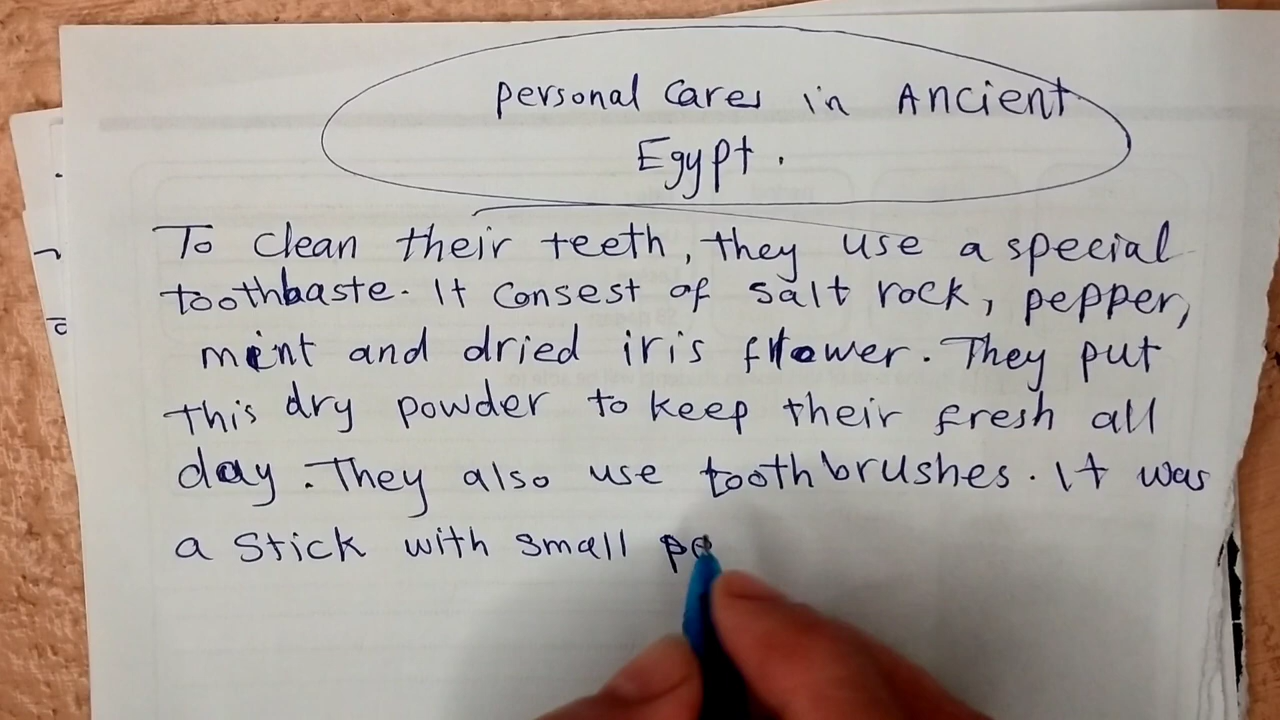 personal Cares in Ancient
Egypt.
To clean their teeth, they use a special
toothbaste. It consest of salt rock, pepper,
mint and dried iris flower. They put
this dry powder to keep their fresh all
day. They also use toothbrushes. It was
a stick with small